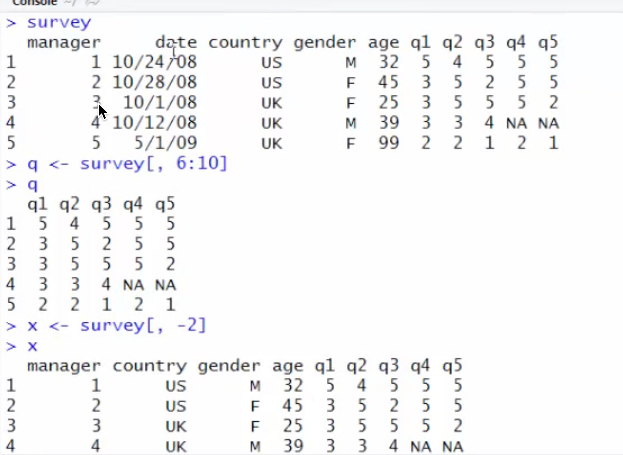 Console ~/
> survey
manager date country gender age q1 q2 q3 q4 q5
1 1 10/24/08 US M 32 5 4 5 5 5
2 2 10/28/08 US F 45 3 5 2 5 5
3 3 10/1/08 UK F 25 3 5 5 5 2
4 4 10/12/08 UK M 39 3 3 4 NA NA
5 5 5/1/09 UK F 99 2 2 1 2 1
> q <- survey[, 6:10]
> q
q1 q2 q3 q4 q5
1 5 4 5 5 5
2 3 5 2 5 5
3 3 5 5 5 2
4 3 3 4 NA NA
5 2 2 1 2 1
> x <- survey[, -2]
> x
manager country gender age q1 q2 q3 q4 q5
1 1 US M 32 5 4 5 5 5
2 2 US F 45 3 5 2 5 5
3 3 UK F 25 3 5 5 5 2
4 4 UK M 39 3 3 4 NA NA